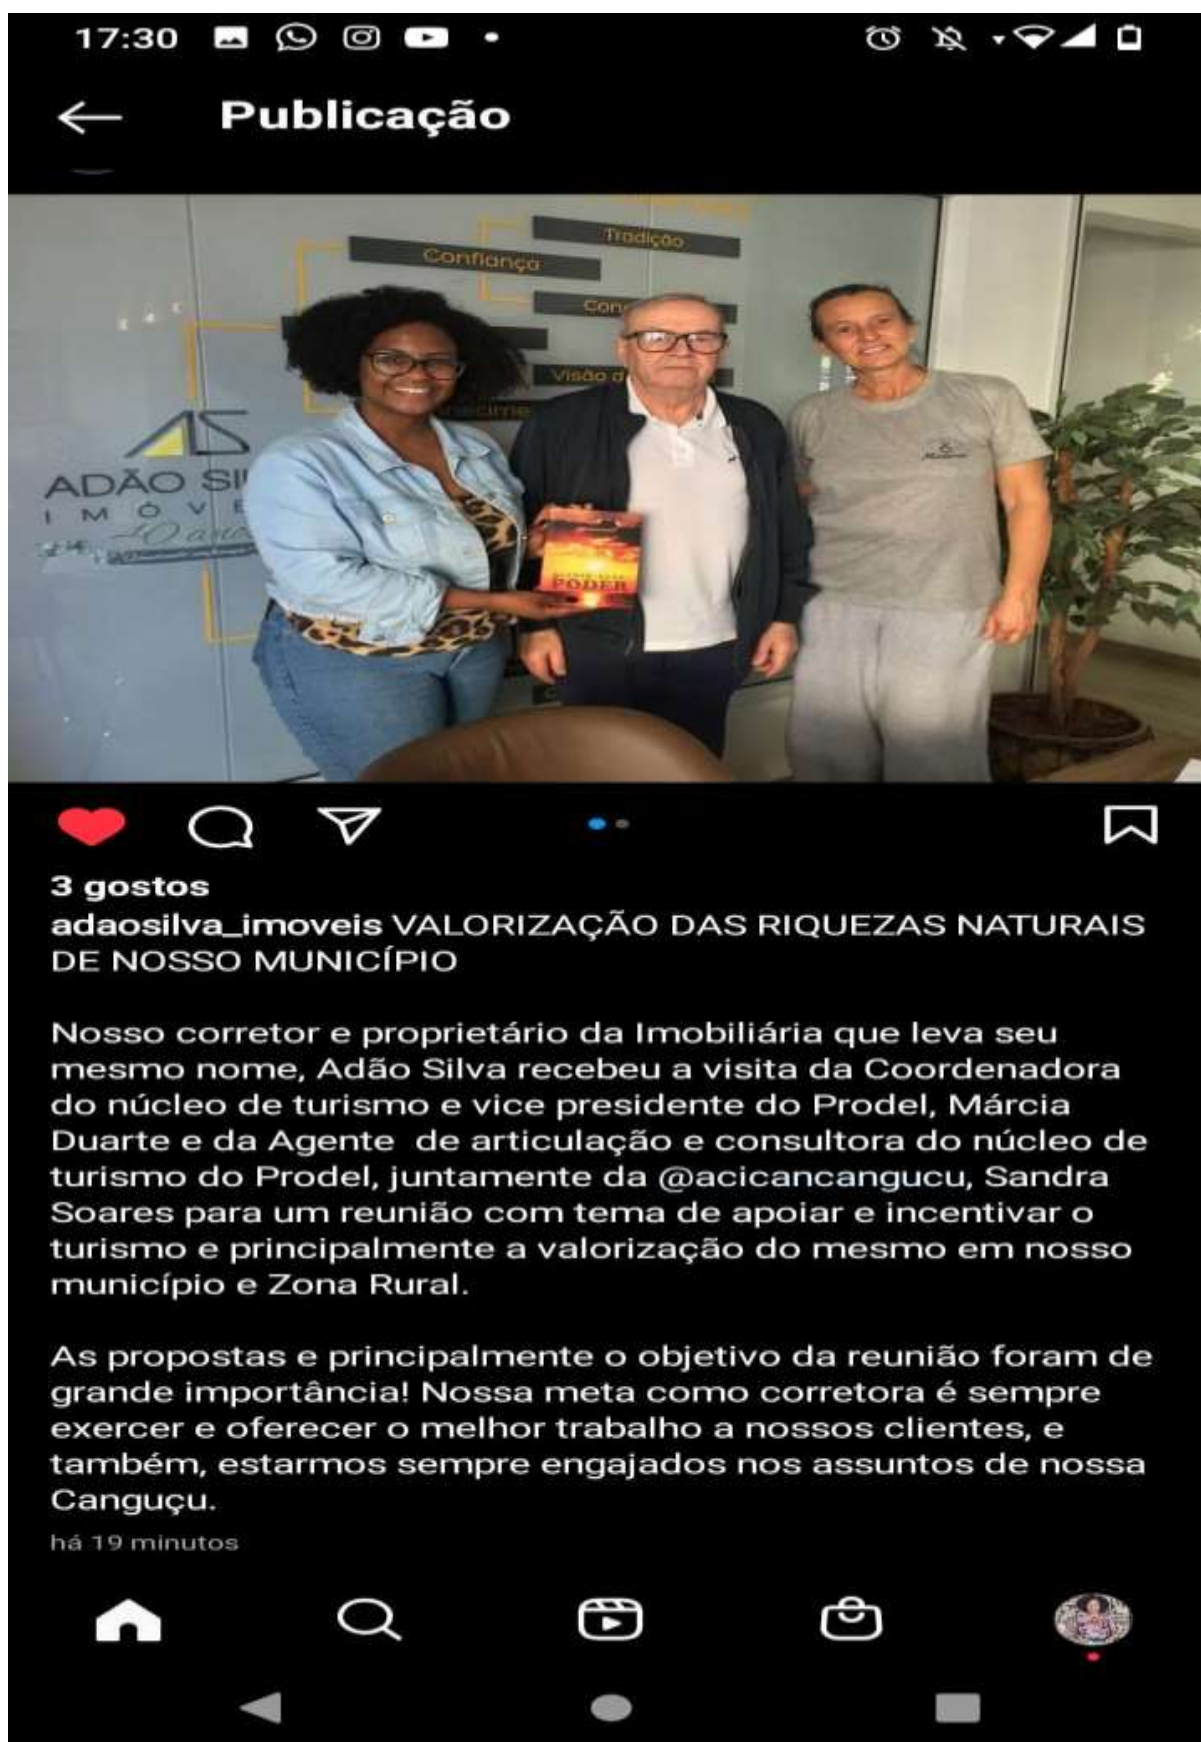 17:30
Publicação
Tradição
Confiança
Visão d
ADÃO SIL
IMÓVE
PODER
3 gostos
adaosilva_imoveis VALORIZAÇÃO DAS RIQUEZAS NATURAIS
DE NOSSO MUNICÍPIO
Nosso corretor e proprietário da Imobiliária que leva seu
mesmo nome, Adão Silva recebeu a visita da Coordenadora
do núcleo de turismo e vice presidente do Prodel, Márcia
Duarte e da Agente  de articulação e consultora do núcleo de
turismo do Prodel, juntamente da @acicancangucu, Sandra
Soares para um reunião com tema de apoiar e incentivar o
turismo e principalmente a valorização do mesmo em nosso
município e Zona Rural.
As propostas e principalmente o objetivo da reunião foram de
grande importância! Nossa meta como corretora é sempre
exercer e oferecer o melhor trabalho a nossos clientes, e
também, estarmos sempre engajados nos assuntos de nossa
Canguçu.
há 19 minutos